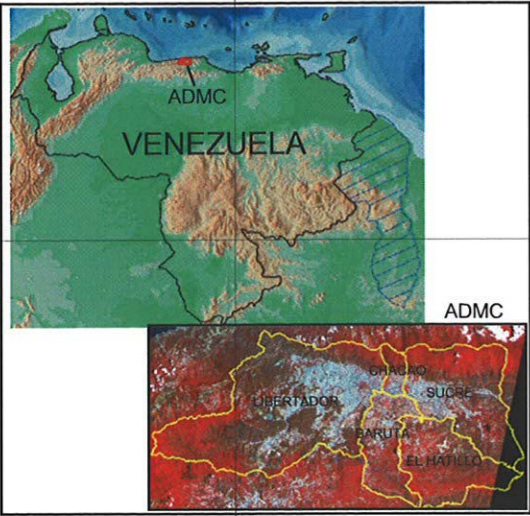 ADMC
VENEZUELA
ADMC
CHACAO
LIBERTADOR
SUCRE
BARUTA
EL HATILLO